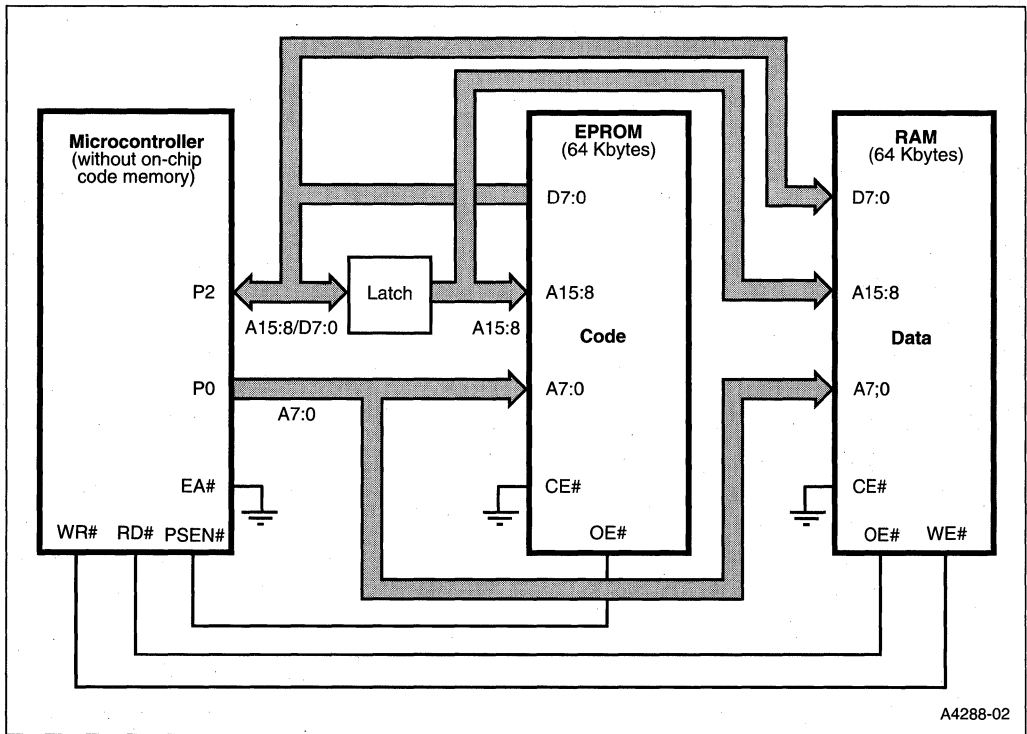 Microcontroller
(without on-chip
code memory)
P2
A15:8/D7:0
P0
A7:0
EA#
WR# RD# PSEN#
Latch
A15:8
EPROM
(64 Kbytes)
D7:0
A15:8
Code
A7:0
CE#
OE#
RAM
(64 Kbytes)
D7:0
A15:8
Data
A7;0
CE#
OE# WE#
A4288-02